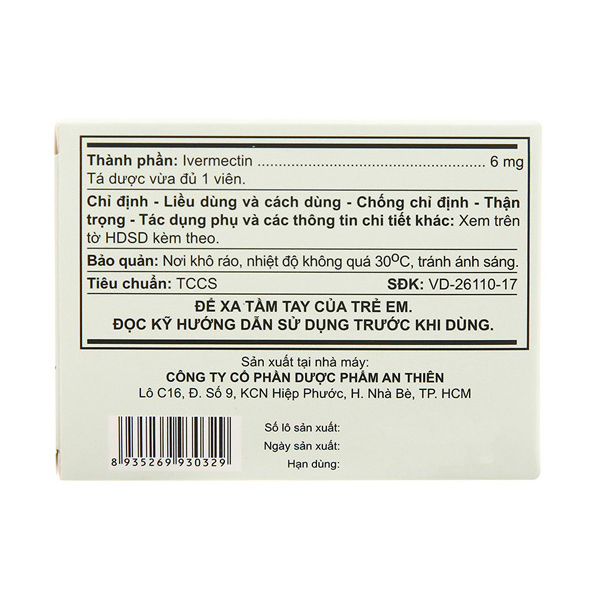 Thành phần: Ivermectin ........................................................ 6 mg
Tá dược vừa đủ 1 viên.
Chỉ định - Liều dùng và cách dùng - Chống chỉ định - Thận
trọng - Tác dụng phụ và các thông tin chi tiết khác: Xem trên
tờ HDSD kèm theo.
Bảo quản: Nơi khô ráo, nhiệt độ không quá 30ºC, tránh ánh sáng.
Tiêu chuẩn: TCCS SĐK: VD-26110-17
ĐỂ XA TẦM TAY CỦA TRẺ EM.
ĐỌC KỸ HƯỚNG DẪN SỬ DỤNG TRƯỚC KHI DÙNG.
Sản xuất tại nhà máy:
CÔNG TY CỔ PHẦN DƯỢC PHẨM AN THIÊN
Lô C16, Đ. Số 9, KCN Hiệp Phước, H. Nhà Bè, TP. HCM
Số lô sản xuất:
Ngày sản xuất:
Hạn dùng:
8 935269 930329